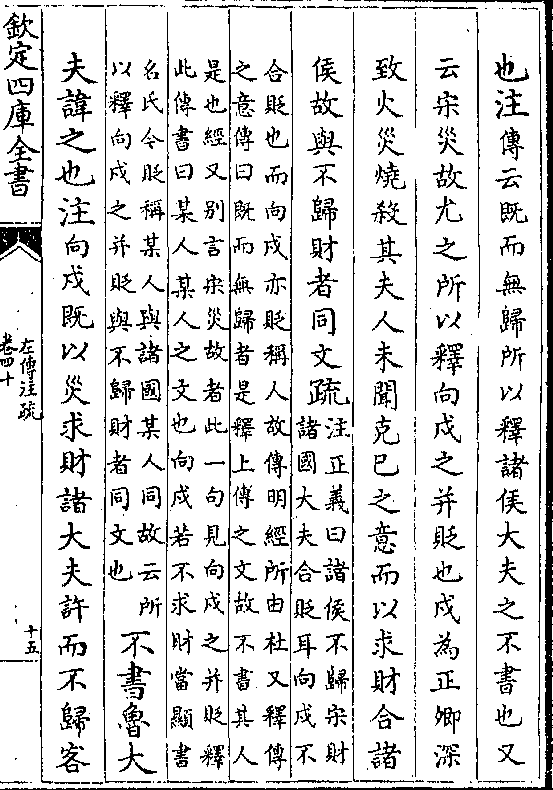 也注傳云既而無歸所以釋諸侯大夫之不書也又
云宋災故尤之所以釋向戌之并貶也戌為正卿深
致火災燒殺其夫人未聞克已之意而以求財合諸
侯故與不歸財者同文疏
注正義曰諸侯不歸宋財
諸國大夫合貶耳向戌不
合貶也而向戌亦貶稱人故傳明經所由杜又釋傳
之意傳曰既而無歸者是釋上傳之文故不書其人
是也經又别言宋災故者此一句見向戌之并貶釋
此傳書曰某人某人之文也向戌若不求財當顯書
名氏今貶稱某人與諸國某人同故云所
以釋向戌之并貶與不歸財者同文也
不書魯大
夫諱之也注向戌既以災求財諸大夫許而不歸客
欽定四庫全書
左傳注疏
卷四十
十五